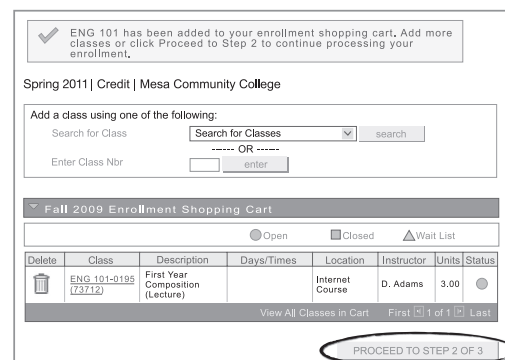 ENG 101 has been added to your enrollment shopping cart. Add more
classes or click Proceed to Step 2 to continue processing your
enrollment.
Spring 2011 | Credit | Mesa Community College
Add a class using one of the following:
Search for Class Search for Classes search
------ OR ------
Enter Class Nbr enter
Fall 2009 Enrollment Shopping Cart
Open Closed Wait List
Delete Class Description Days/Times Location Instructor Units Status
ENG 101-0195
(73712)
First Year
Composition
(Lecture)
Internet
Course
D. Adams
3.00
View All Classes in Cart First 1 of 1 Last
PROCEED TO STEP 2 OF 3